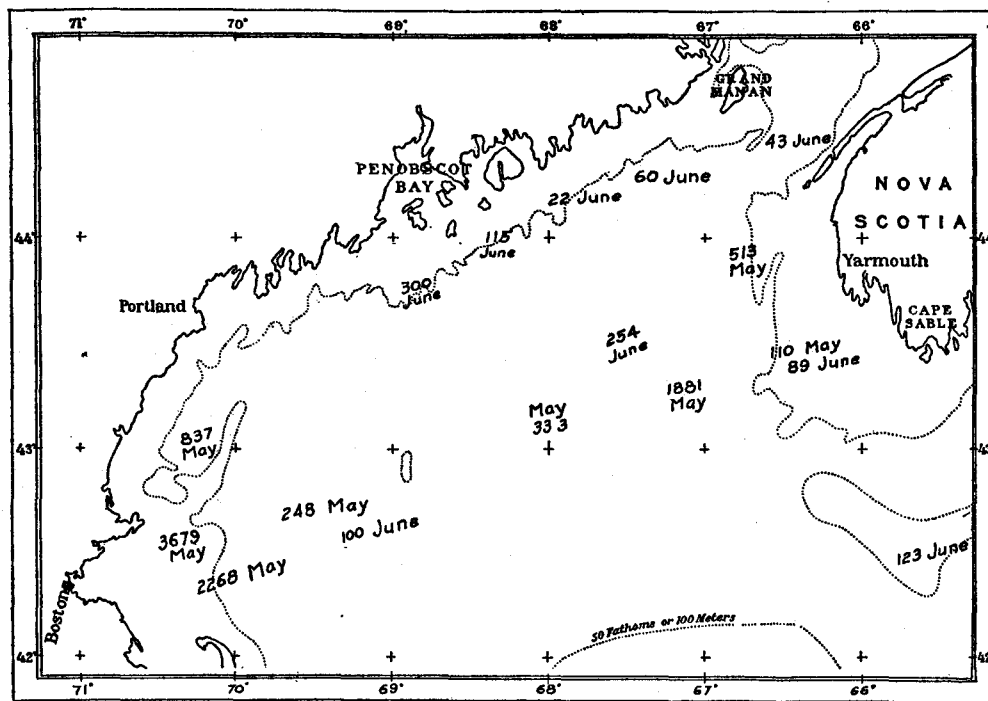 71° 70° 69° 68° 67° 66°
GRAND
MANAN
43 June
PENOBSCOT
BAY
60 June
22 June
NOVA
SCOTIA
44°
115
June
513
May
Yarmouth
300
June
Portland
CAPE
SABLE
254
June
110 May
89 June
1881
May
May
333
837
May
43° 43
248 May
100 June
3679
May
2268 May
123 June
Boston
50 Fathoms or 100 Meters
42° 42
71° 70° 69° 68° 67° 66°